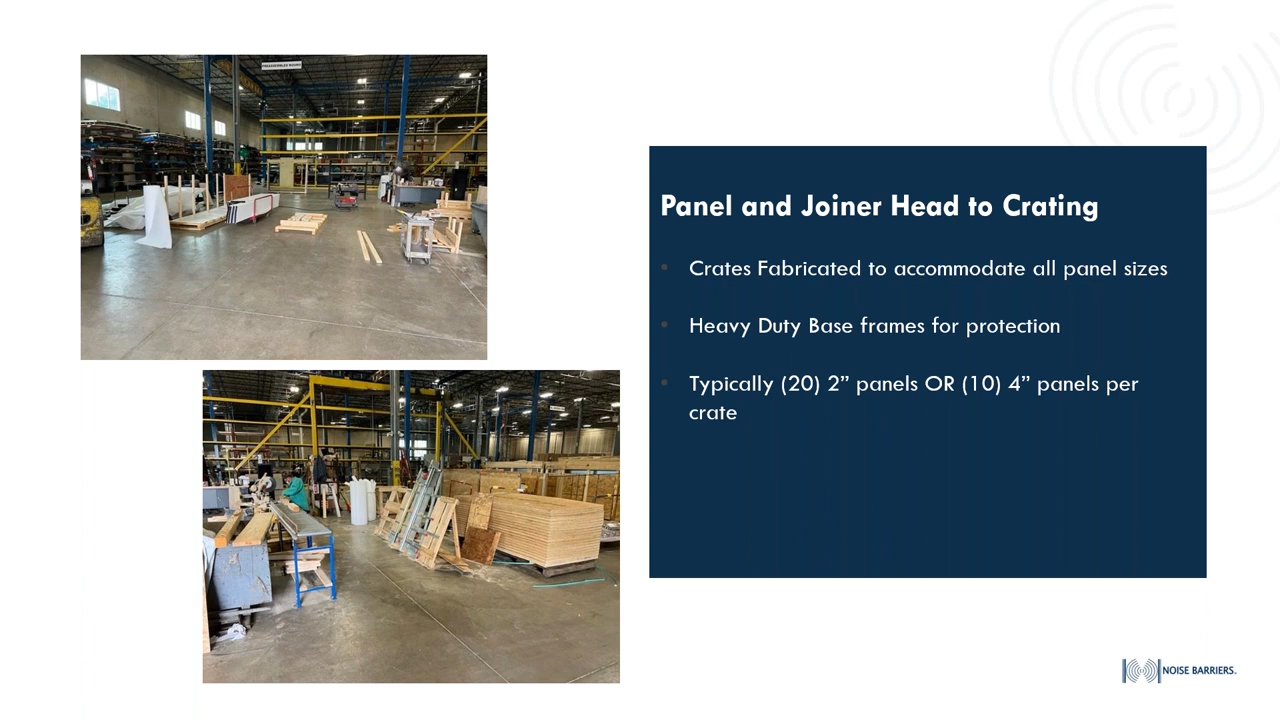 Panel and Joiner Head to Crating
• Crates Fabricated to accommodate all panel sizes
• Heavy Duty Base frames for protection
• Typically (20) 2” panels OR (10) 4” panels per
crate
NOISE BARRIERS.